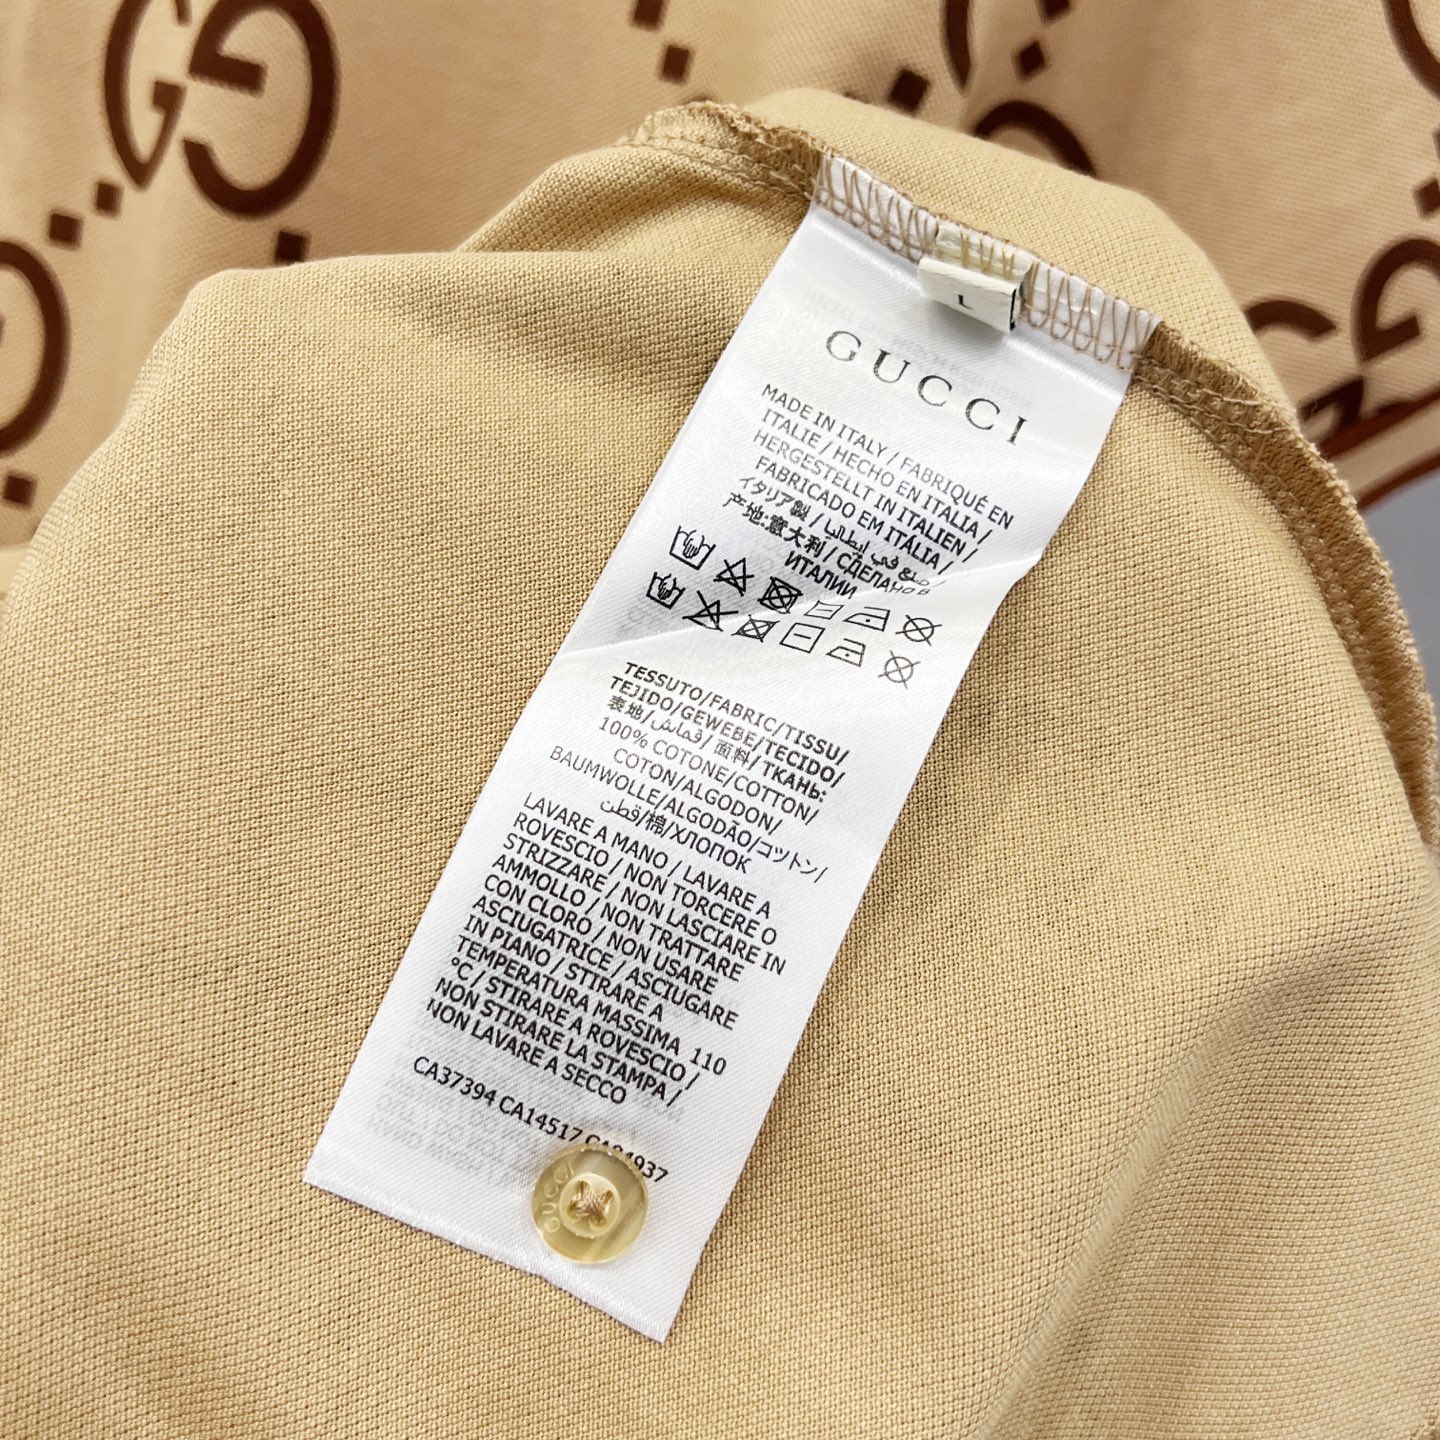 L
GUCCI
MADE IN ITALY / FABRIQUÉ EN
ITALIE / HECHO EN ITALIA /
HERGESTELLT IN ITALIEN /
FABRICADO EM ITÁLIA /
イタリア製 / صنع في إيطاليا /
产地:意大利 / СДЕЛАНО В
ИТАЛИИ
TESSUTO/FABRIC/TISSU/
TEJIDO/GEWEBE/TECIDO/
表地/قماش/面料/ТКАНЬ:
100% COTONE/COTTON/
COTON/ALGODON/
BAUMWOLLE/ALGODÃO/コットン/
قطن/棉/ХЛОПОК
LAVARE A MANO / LAVARE A
ROVESCIO / NON TORCERE O
STRIZZARE / NON LASCIARE IN
AMMOLLO / NON TRATTARE
CON CLORO / NON USARE
ASCIUGATRICE / ASCIUGARE
IN PIANO / STIRARE A
TEMPERATURA MASSIMA 110
°C / STIRARE A ROVESCIO /
NON STIRARE LA STAMPA /
NON LAVARE A SECCO
CA37394 CA14517
GUCCI